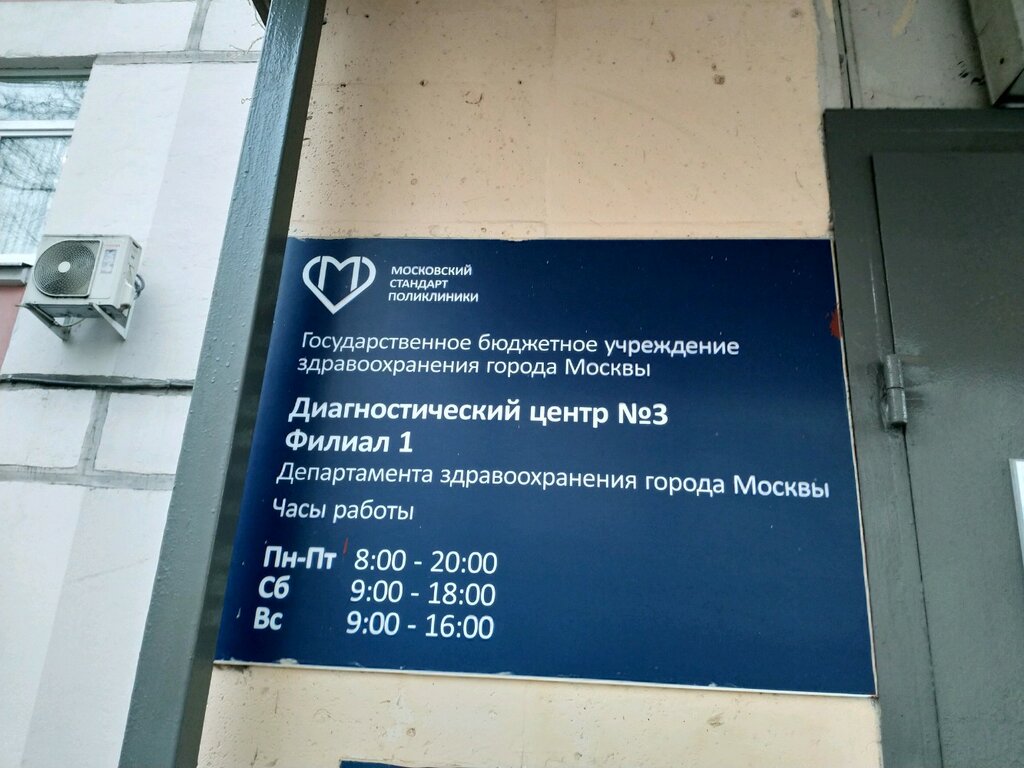 МОСКОВСКИЙ
СТАНДАРТ
ПОЛИКЛИНИКИ
Государственное бюджетное учреждение
здравоохранения города Москвы
Диагностический центр №3
Филиал 1
Департамента здравоохранения города Москвы
Часы работы
Пн-Пт 8:00 - 20:00
Сб 9:00 - 18:00
Вс 9:00 - 16:00